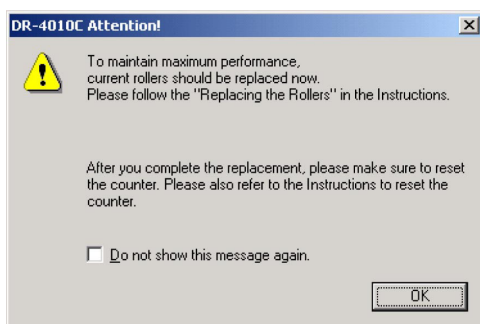 DR-4010C Attention!
To maintain maximum performance,
current rollers should be replaced now.
Please follow the "Replacing the Rollers" in the Instructions.
After you complete the replacement, please make sure to reset
the counter. Please also refer to the Instructions to reset the
counter.
Do not show this message again.
OK